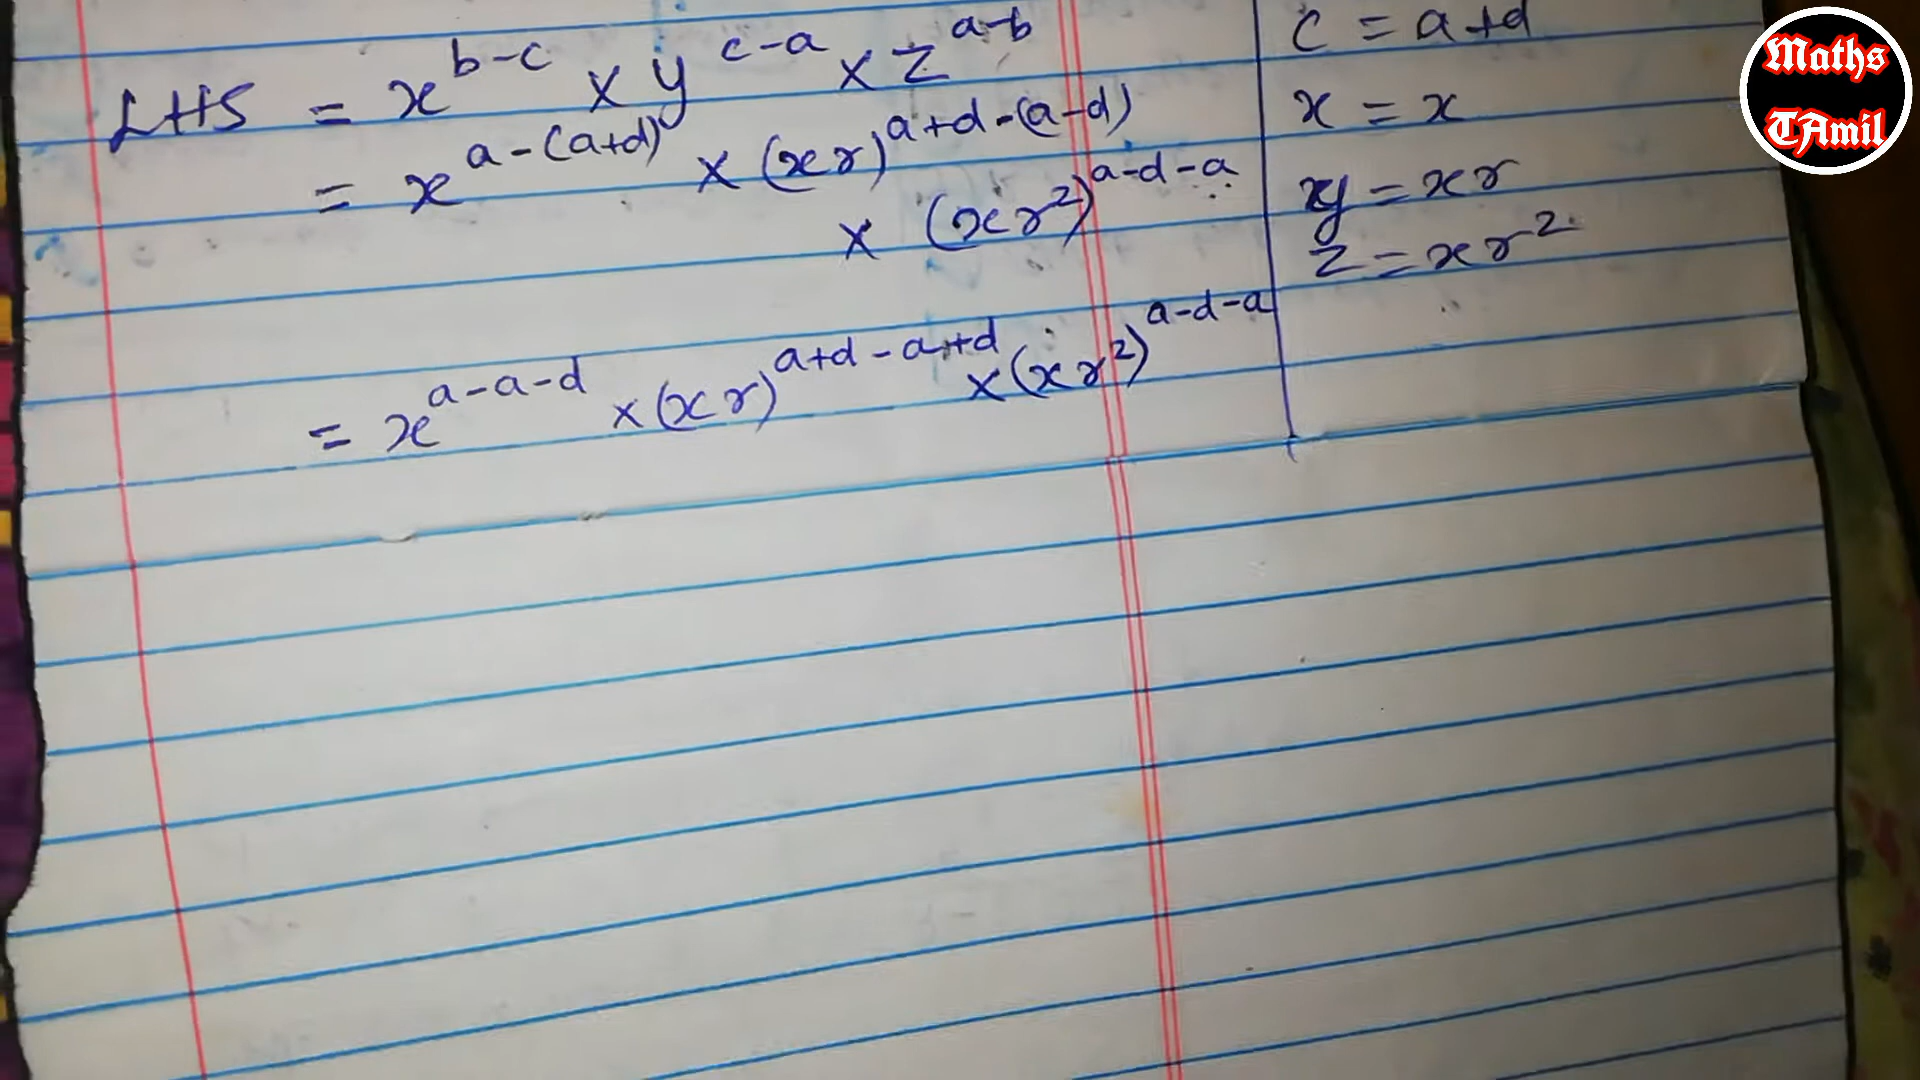 LHS = x^(b-c) × y^(c-a) × z^(a-b)
= x^(a-(a+d)) × (xr)^(a+d-(a-d))
× (xr²)^(a-d-a)
= x^(a-a-d) × (xr)^(a+d-a+d) × (xr²)^(a-d-a)
c = a+d
x = x
y = xr
z = xr²
Maths
TAmil